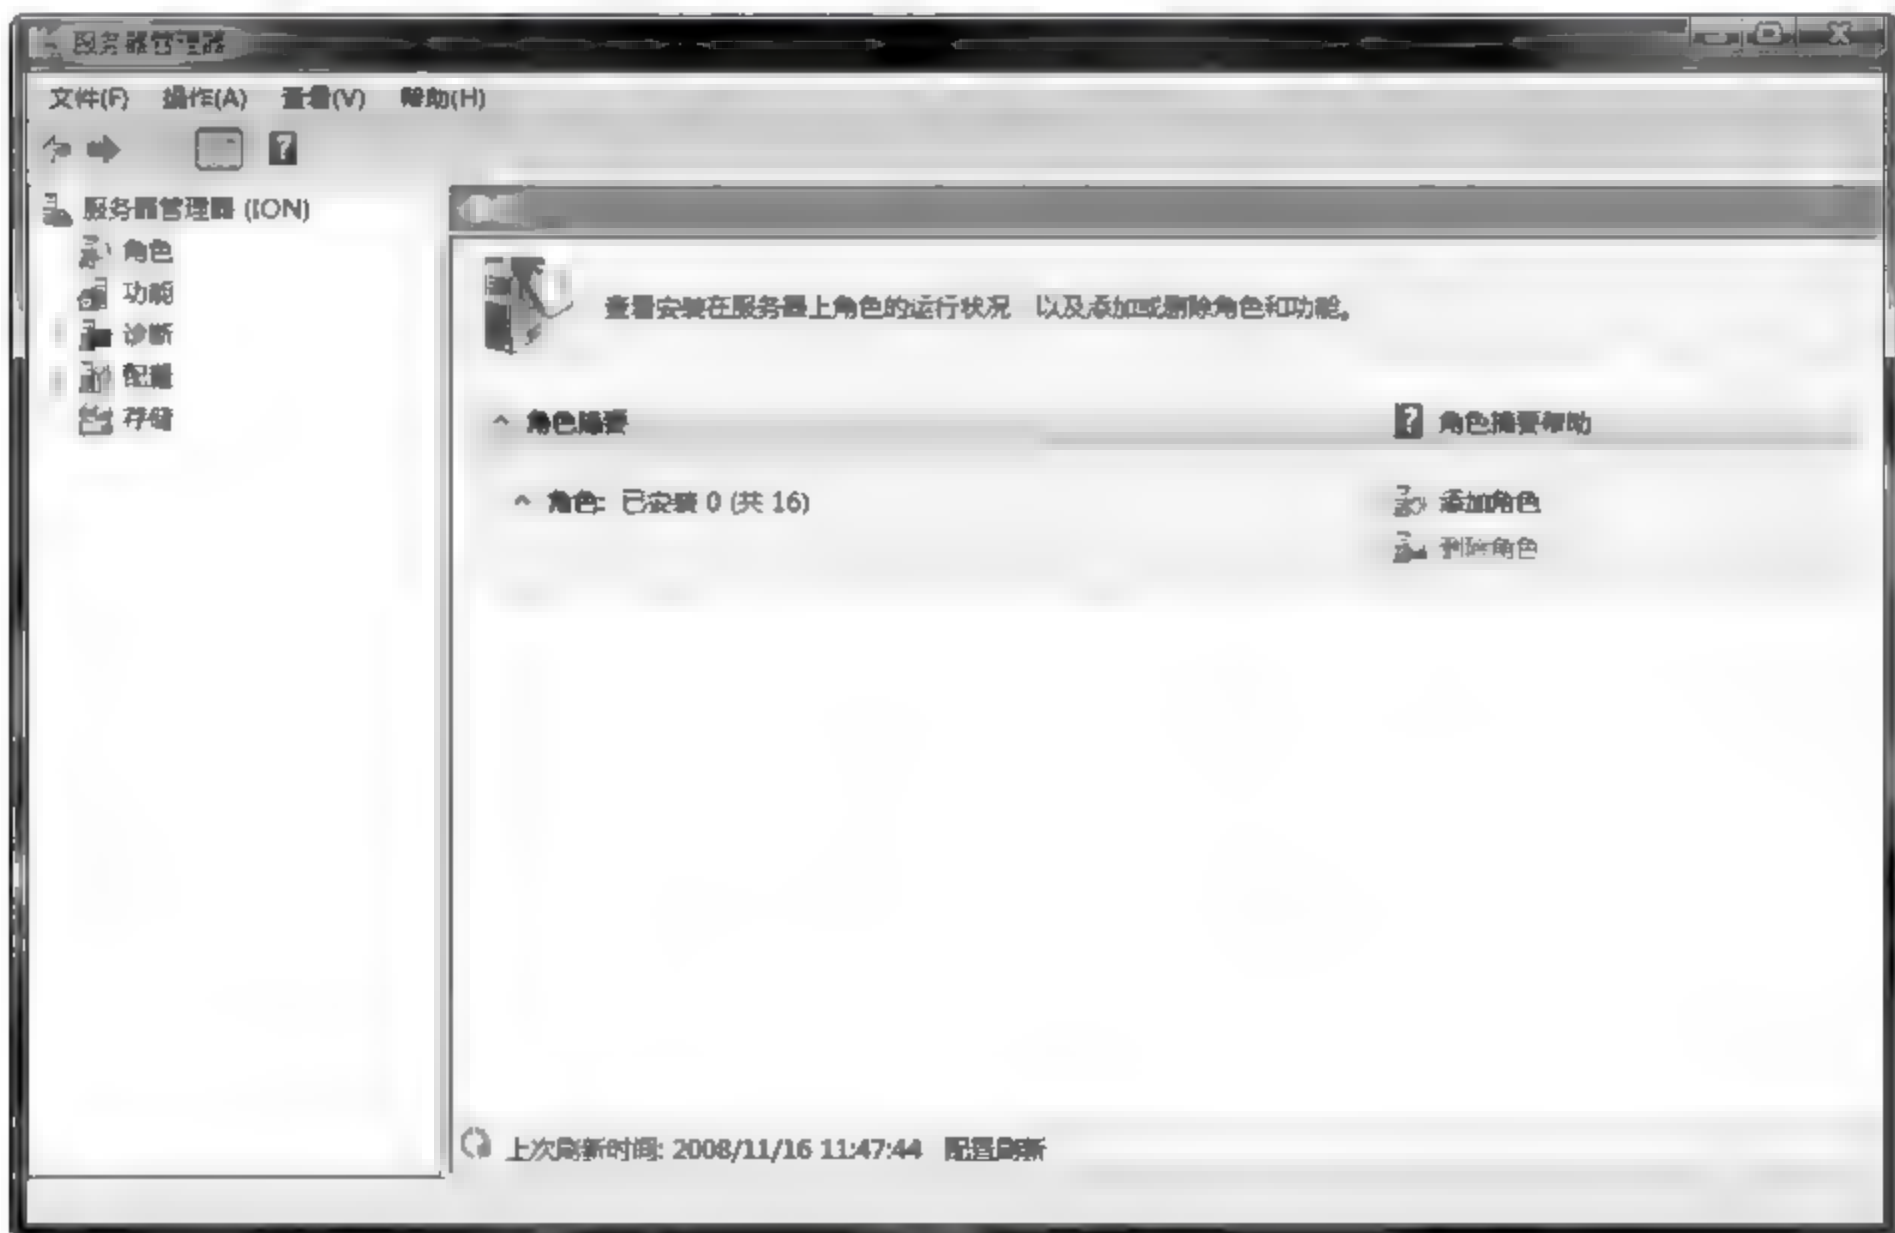 服务器管理器
文件(F) 操作(A) 查看(V) 帮助(H)
服务器管理器 (ION)
角色
功能
诊断
配置
存储
查看安装在服务器上角色的运行状况 以及添加或删除角色和功能。
角色摘要
角色摘要帮助
角色: 已安装 0 (共 16)
添加角色
删除角色
上次刷新时间: 2008/11/16 11:47:44 配置刷新